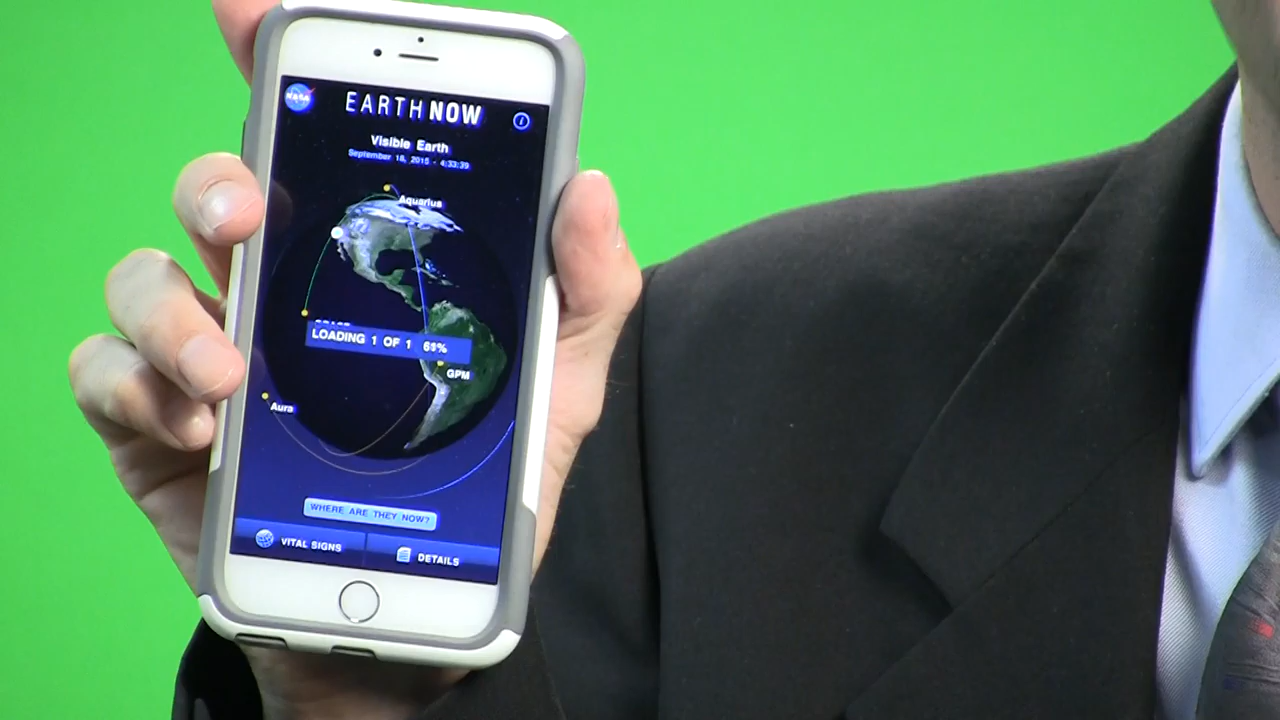 NASA
EARTH NOW
i
Visible Earth
September 18, 2015 - 4:33:39
Aquarius
LOADING 1 OF 1
GPM
Aura
WHERE ARE THEY NOW?
VITAL SIGNS
DETAILS